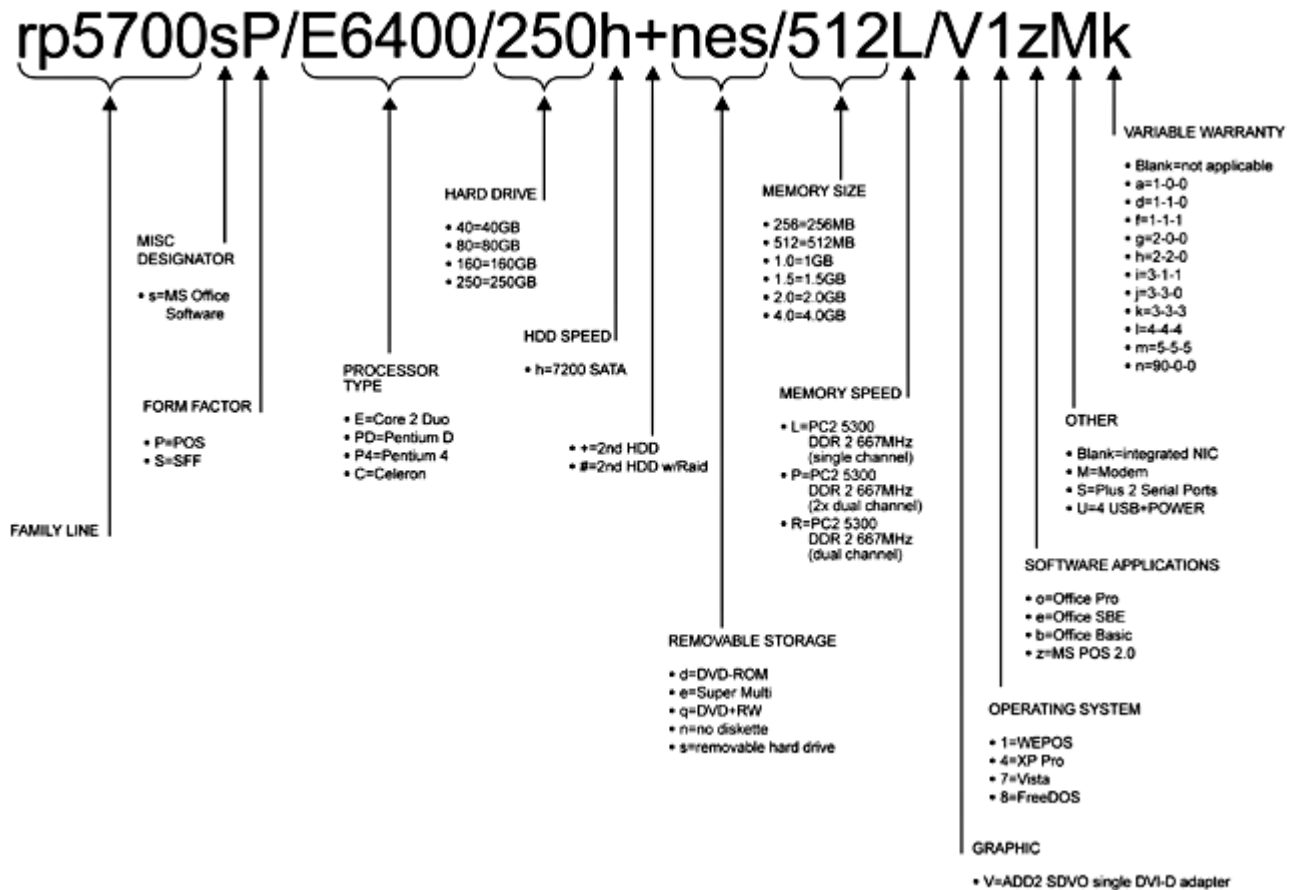 rp5700sP/E6400/250h+nes/512L/V1zMk
VARIABLE WARRANTY
• Blank=not applicable
• a=1-0-0
• d=1-1-0
• f=1-1-1
• g=2-0-0
• h=2-2-0
• i=3-1-1
• j=3-3-0
• k=3-3-3
• l=4-4-4
• m=5-5-5
• n=90-0-0
HARD DRIVE
• 40=40GB
• 80=80GB
• 160=160GB
• 250=250GB
MEMORY SIZE
• 256=256MB
• 512=512MB
• 1.0=1GB
• 1.5=1.5GB
• 2.0=2.0GB
• 4.0=4.0GB
MISC
DESIGNATOR
• s=MS Office
Software
HDD SPEED
• h=7200 SATA
PROCESSOR
TYPE
• E=Core 2 Duo
• PD=Pentium D
• P4=Pentium 4
• C=Celeron
FORM FACTOR
• P=POS
• S=SFF
• +=2nd HDD
• #=2nd HDD w/Raid
MEMORY SPEED
• L=PC2 5300
DDR 2 667MHz
(single channel)
• P=PC2 5300
DDR 2 667MHz
(2x dual channel)
• R=PC2 5300
DDR 2 667MHz
(dual channel)
OTHER
• Blank=integrated NIC
• M=Modem
• S=Plus 2 Serial Ports
• U=4 USB+POWER
FAMILY LINE
SOFTWARE APPLICATIONS
• o=Office Pro
• e=Office SBE
• b=Office Basic
• z=MS POS 2.0
REMOVABLE STORAGE
• d=DVD-ROM
• e=Super Multi
• q=DVD+RW
• n=no diskette
• s=removable hard drive
OPERATING SYSTEM
• 1=WEPOS
• 4=XP Pro
• 7=Vista
• 8=FreeDOS
GRAPHIC
• V=ADD2 SDVO single DVI-D adapter